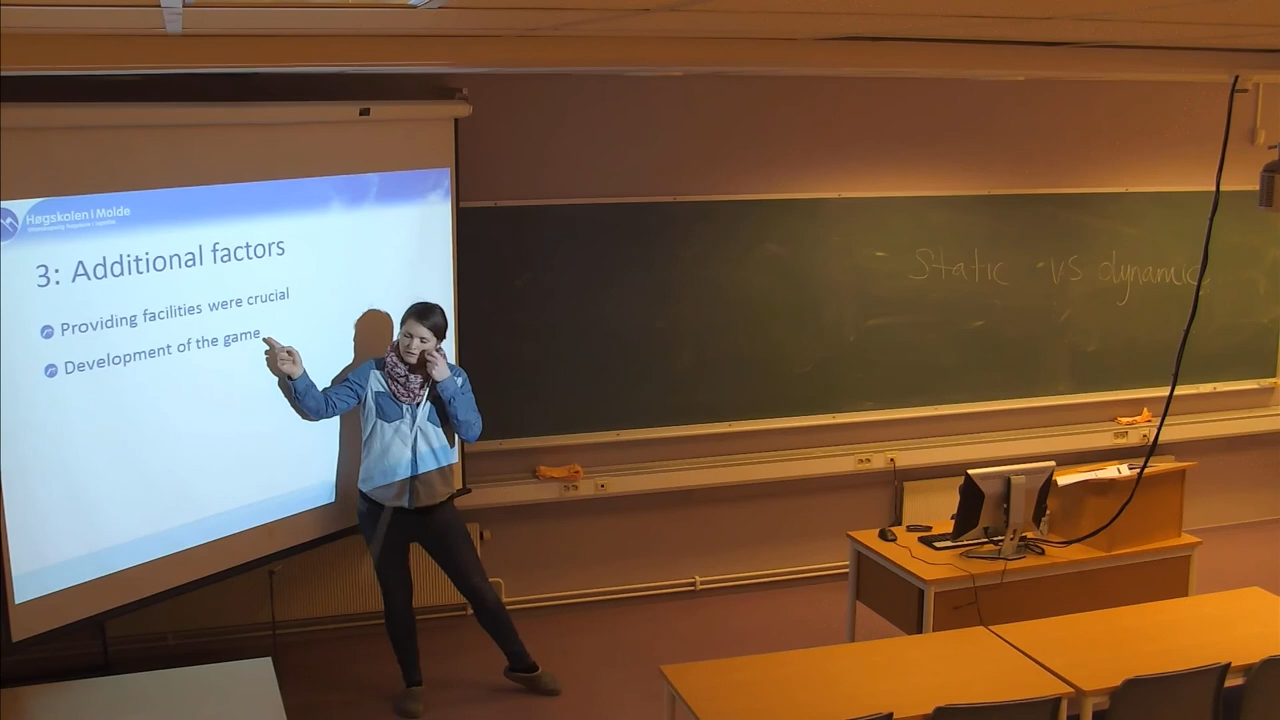 Høgskolen i Molde
3: Additional factors
Providing facilities were crucial
Development of the game
Static vs dynamic